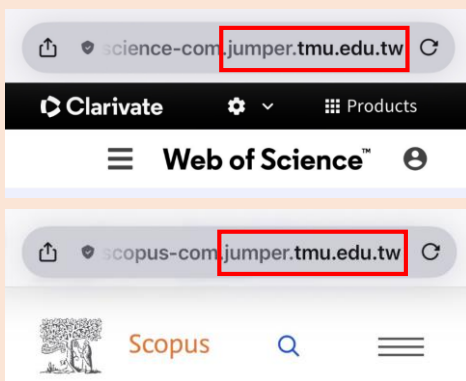 science-com.jumper.tmu.edu.tw
Clarivate Products
Web of Science™
scopus-com.jumper.tmu.edu.tw
Scopus